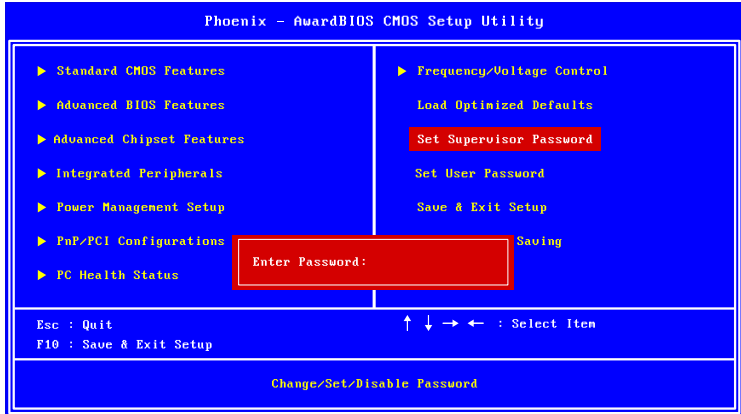 Phoenix - AwardBIOS CMOS Setup Utility
Standard CMOS Features
Advanced BIOS Features
Advanced Chipset Features
Integrated Peripherals
Power Management Setup
PnP/PCI Configurations
PC Health Status
Frequency/Voltage Control
Load Optimized Defaults
Set Supervisor Password
Set User Password
Save & Exit Setup
Saving
Enter Password:
Esc : Quit
F10 : Save & Exit Setup
↑ ↓ → ← : Select Item
Change/Set/Disable Password